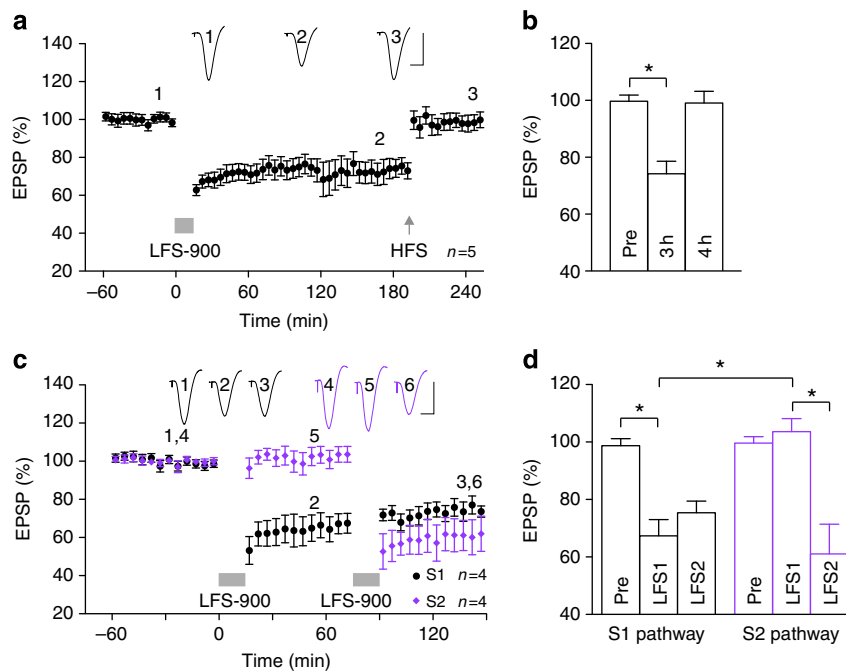 a
1 2 3
140
120
100
80
60
40
20
EPSP (%)
1
2
3
LFS-900
HFS
n=5
–60 0 60 120 180 240
Time (min)
b
140
120
100
80
60
40
EPSP (%)
*
Pre
3 h
4 h
c
1 2 3 4 5 6
140
120
100
80
60
40
20
EPSP (%)
1,4
5
2
3,6
LFS-900
LFS-900
S1 n=4
S2 n=4
–60 0 60 120
Time (min)
d
120
100
80
60
40
EPSP (%)
*
*
*
Pre
LFS1
LFS2
Pre
LFS1
LFS2
S1 pathway
S2 pathway